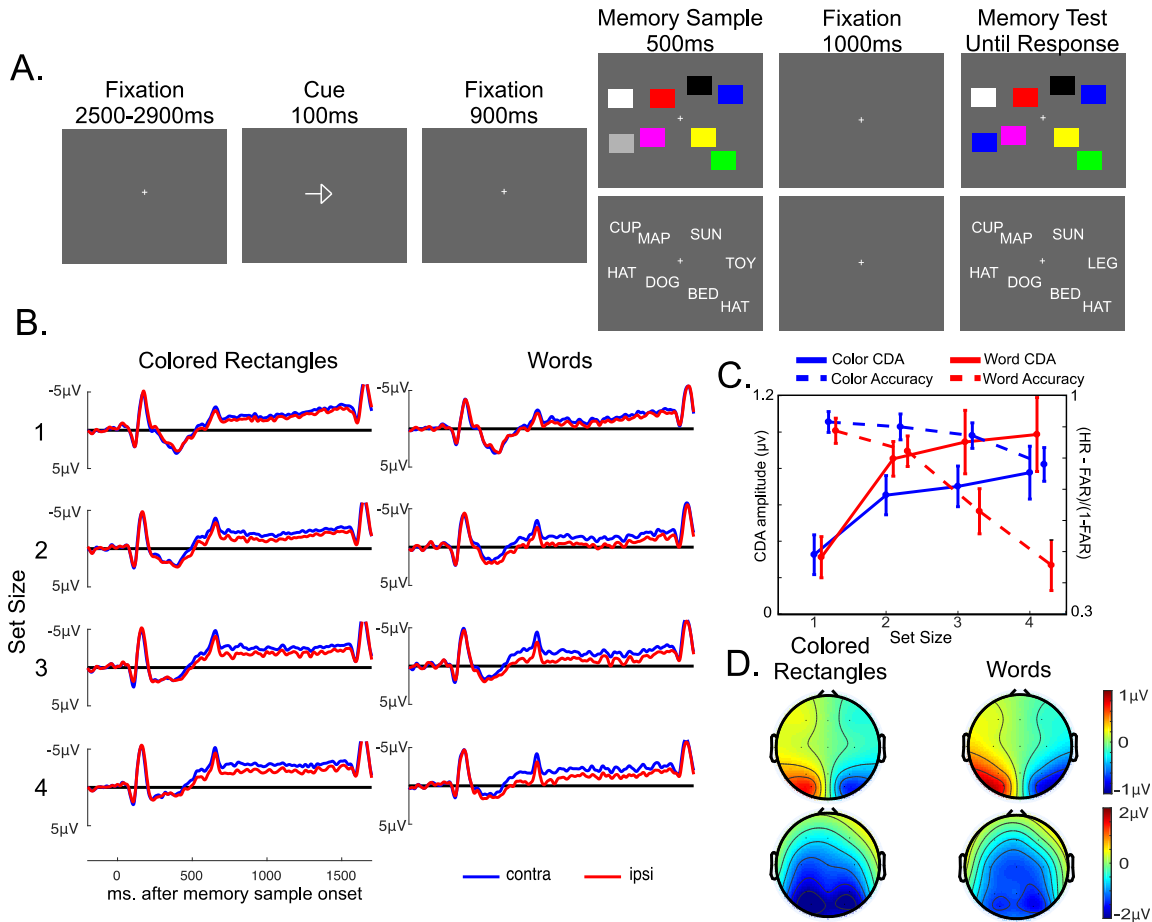 A.
Fixation
2500-2900ms
Cue
100ms
Fixation
900ms
Memory Sample
500ms
Fixation
1000ms
Memory Test
Until Response
CUP
MAP
SUN
HAT
DOG
TOY
BED
HAT
CUP
MAP
SUN
HAT
DOG
LEG
BED
HAT
B.
Colored Rectangles
Words
Set Size
1
-5µV
5µV
-5µV
5µV
2
-5µV
5µV
-5µV
5µV
3
-5µV
5µV
-5µV
5µV
4
-5µV
5µV
-5µV
5µV
0 500 1000 1500
ms. after memory sample onset
contra ipsi
C.
Color CDA Word CDA
Color Accuracy Word Accuracy
1.2
0
CDA amplitude (µv)
1
0.3
(HR - FAR)/(1-FAR)
1 2 3 4
Set Size
D.
Colored
Rectangles
Words
1µV
0
-1µV
2µV
0
-2µV